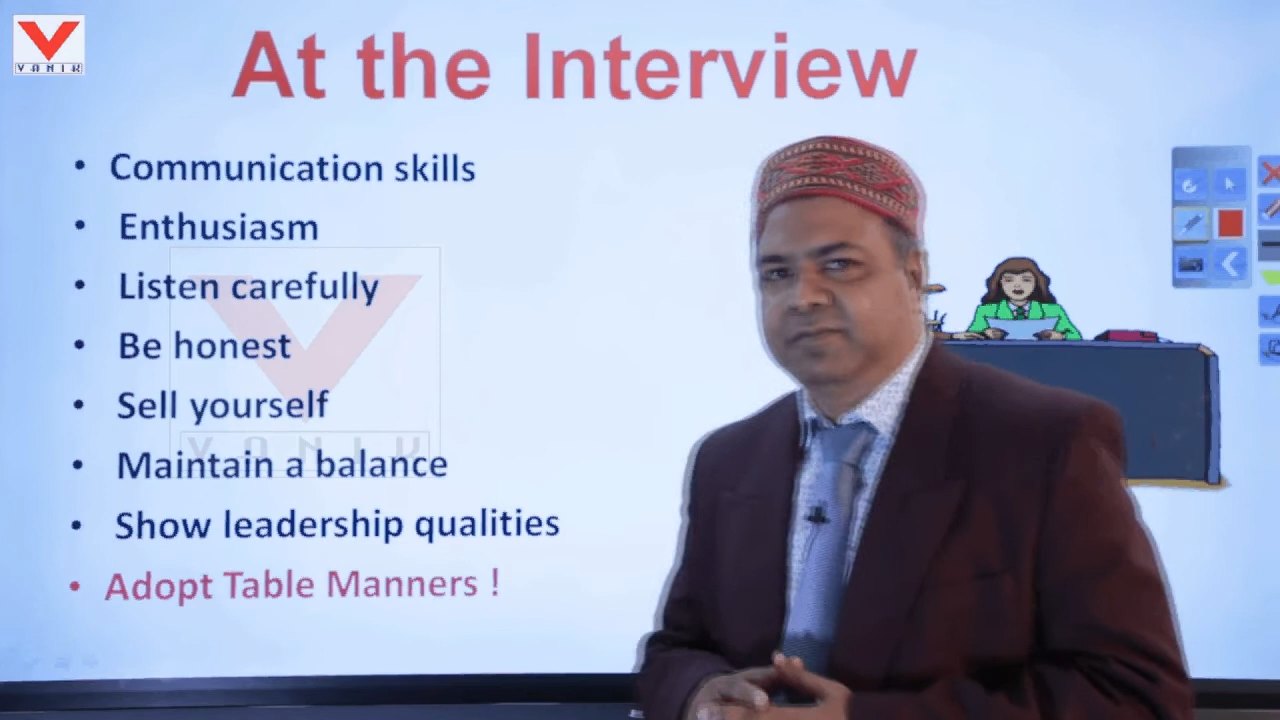 VANIK
At the Interview
• Communication skills
• Enthusiasm
• Listen carefully
• Be honest
• Sell yourself
• Maintain a balance
• Show leadership qualities
• Adopt Table Manners !
VANIK